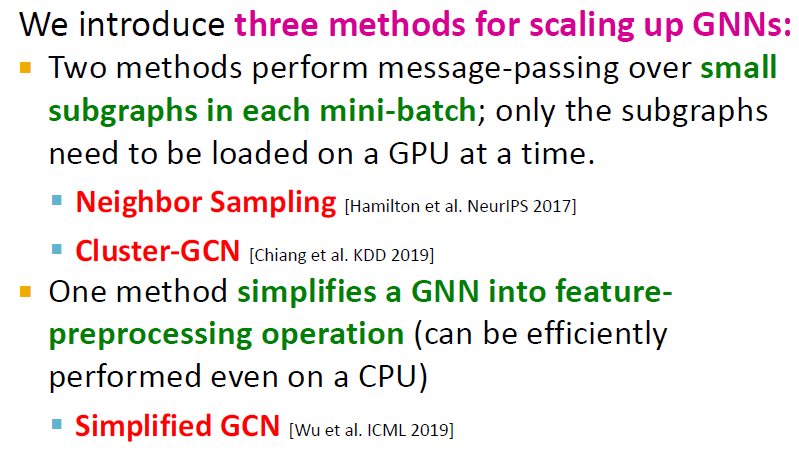 We introduce three methods for scaling up GNNs:
Two methods perform message-passing over small
subgraphs in each mini-batch; only the subgraphs
need to be loaded on a GPU at a time.
Neighbor Sampling [Hamilton et al. NeurIPS 2017]
Cluster-GCN [Chiang et al. KDD 2019]
One method simplifies a GNN into feature-
preprocessing operation (can be efficiently
performed even on a CPU)
Simplified GCN [Wu et al. ICML 2019]